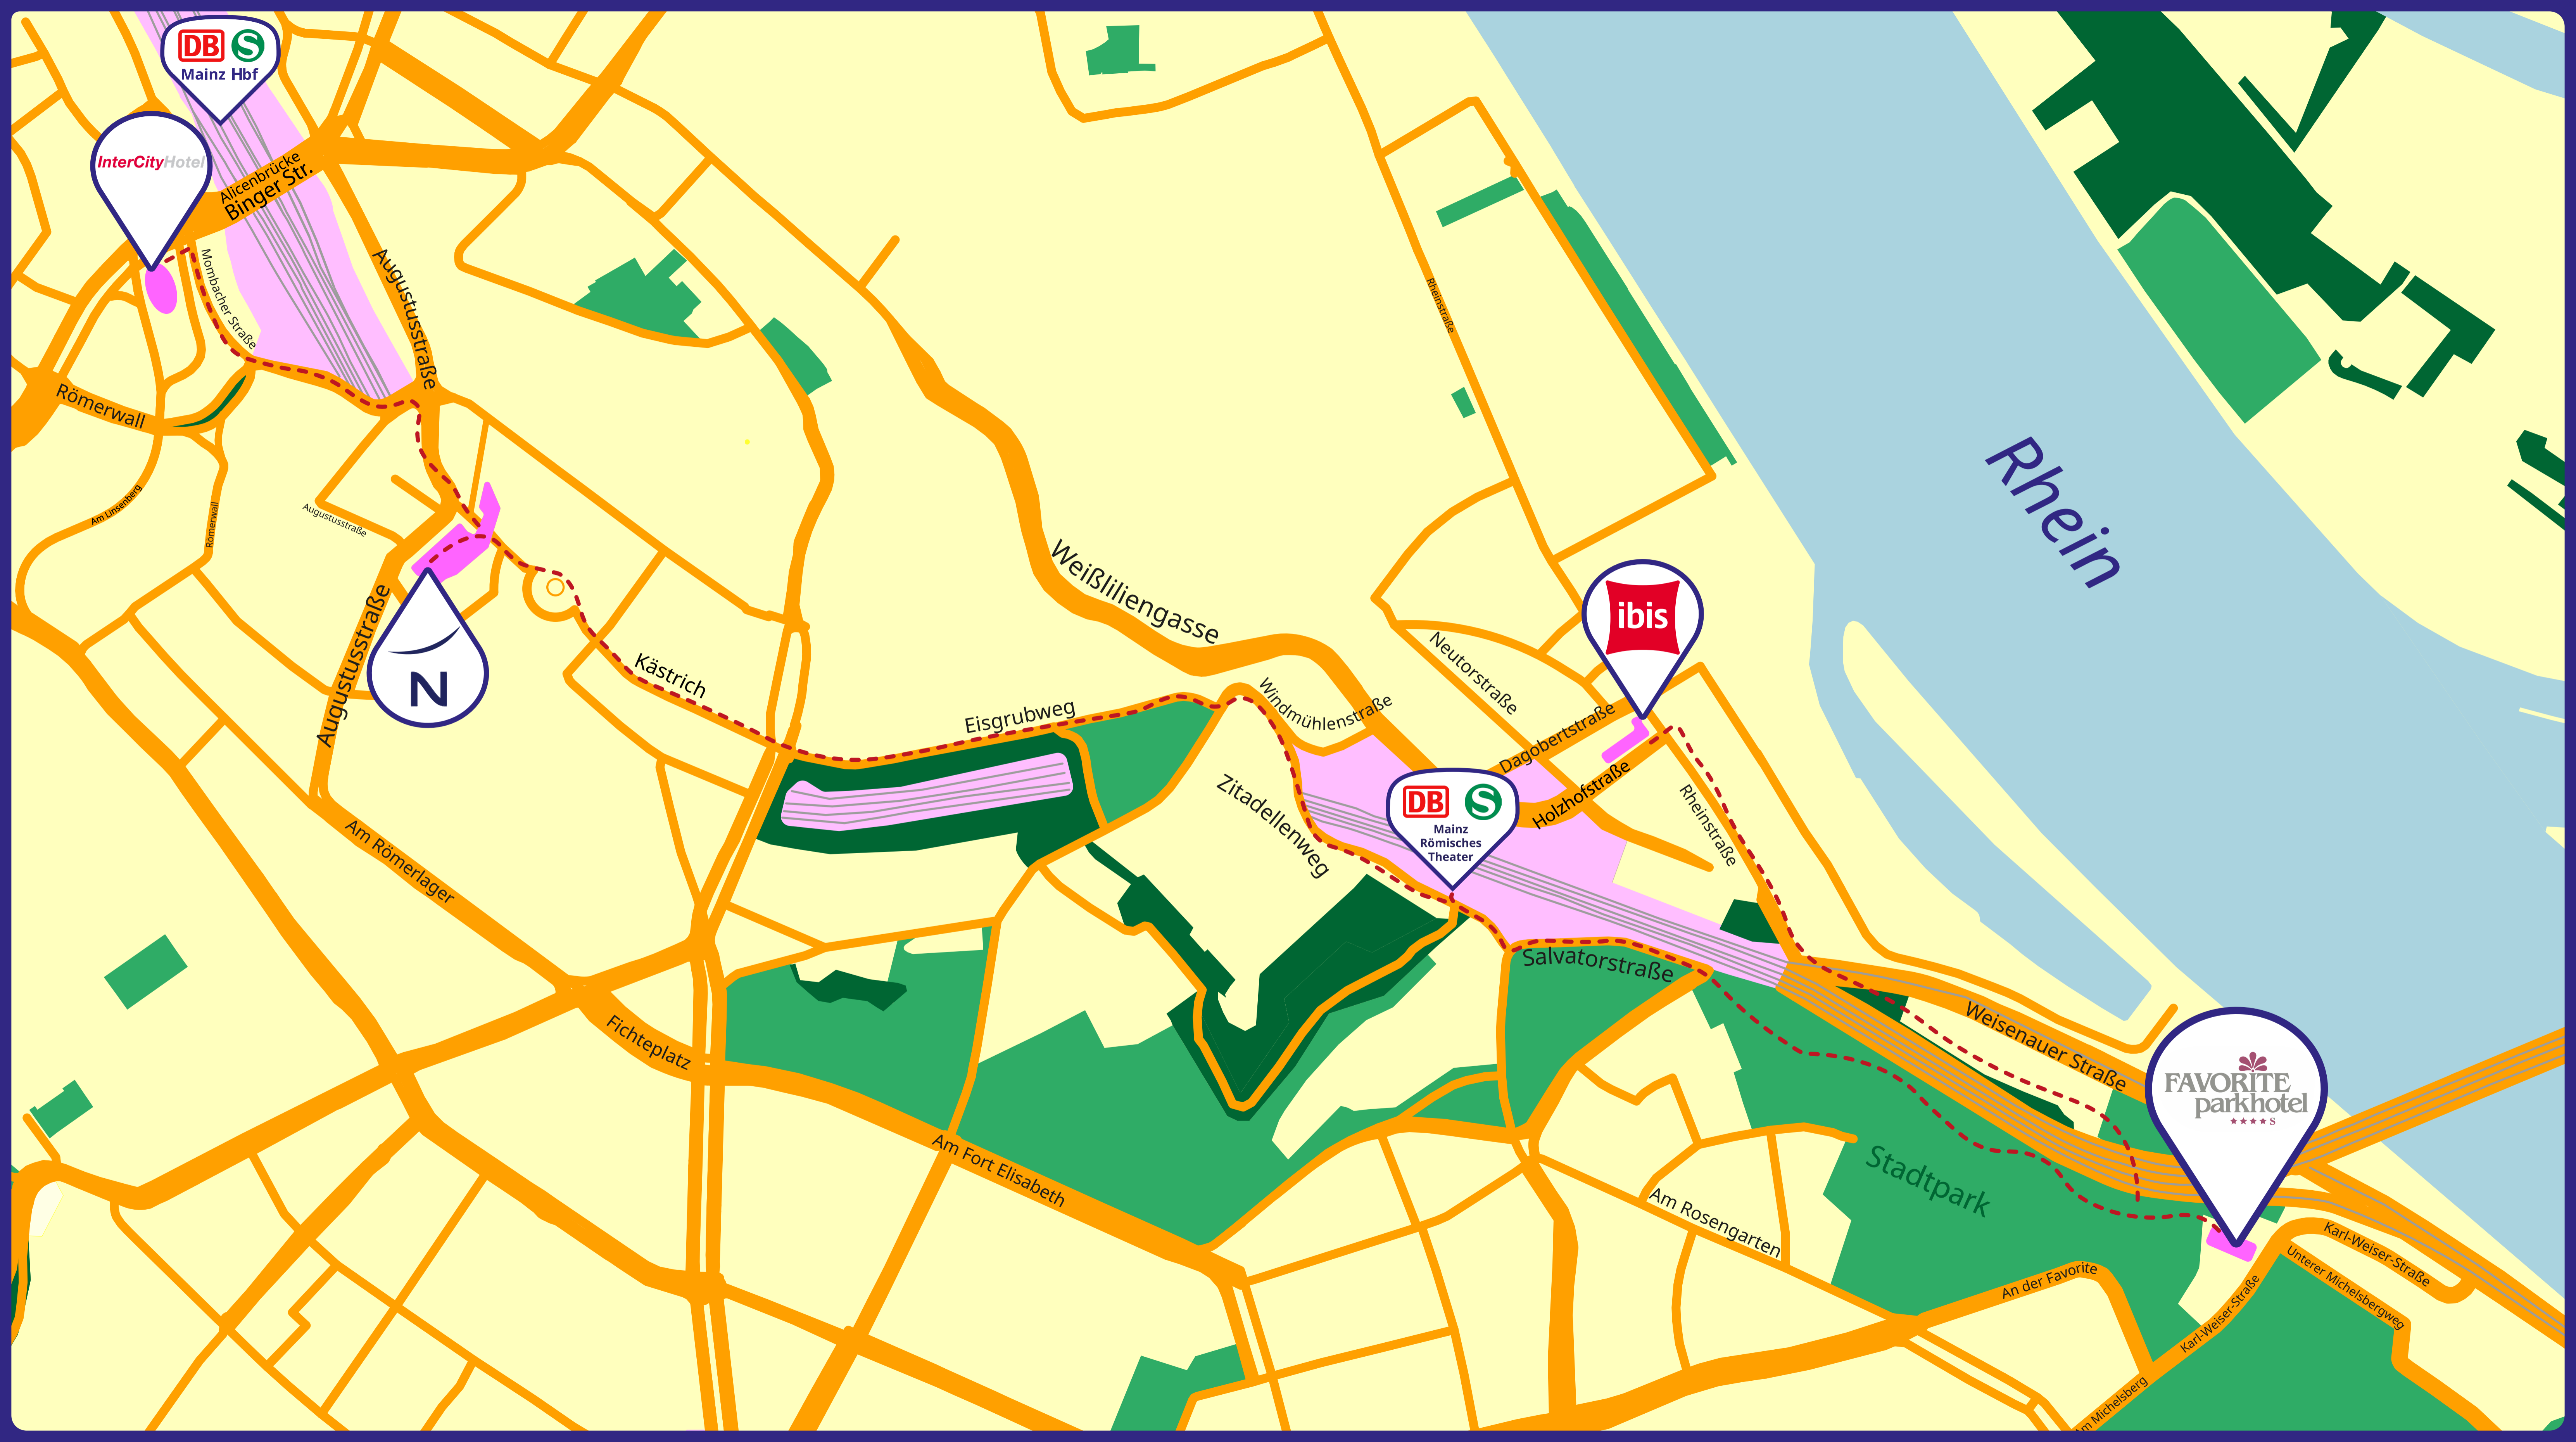 DB S
Mainz Hbf
InterCityHotel
Alicenbrücke
Binger Str.
Mombacher Straße
Augustusstraße
Rheinstraße
Römerwall
Am Linsenberg
Römerwall
Augustusstraße
Rhein
Weißliliengasse
ibis
Augustusstraße
N
Kästrich
Eisgrubweg
Windmühlenstraße
Neutorstraße
Dagobertstraße
Holzhofstraße
Zitadellenweg
DB S
Mainz
Römisches
Theater
Rheinstraße
Am Römerlager
Salvatorstraße
Fichteplatz
Weisenauer Straße
FAVORITE
parkhotel
★★★★ S
Am Fort Elisabeth
Stadtpark
Am Rosengarten
An der Favorite
Karl-Weiser-Straße
Karl-Weiser-Straße
Unterer Michelsbergweg
Am Michelsberg